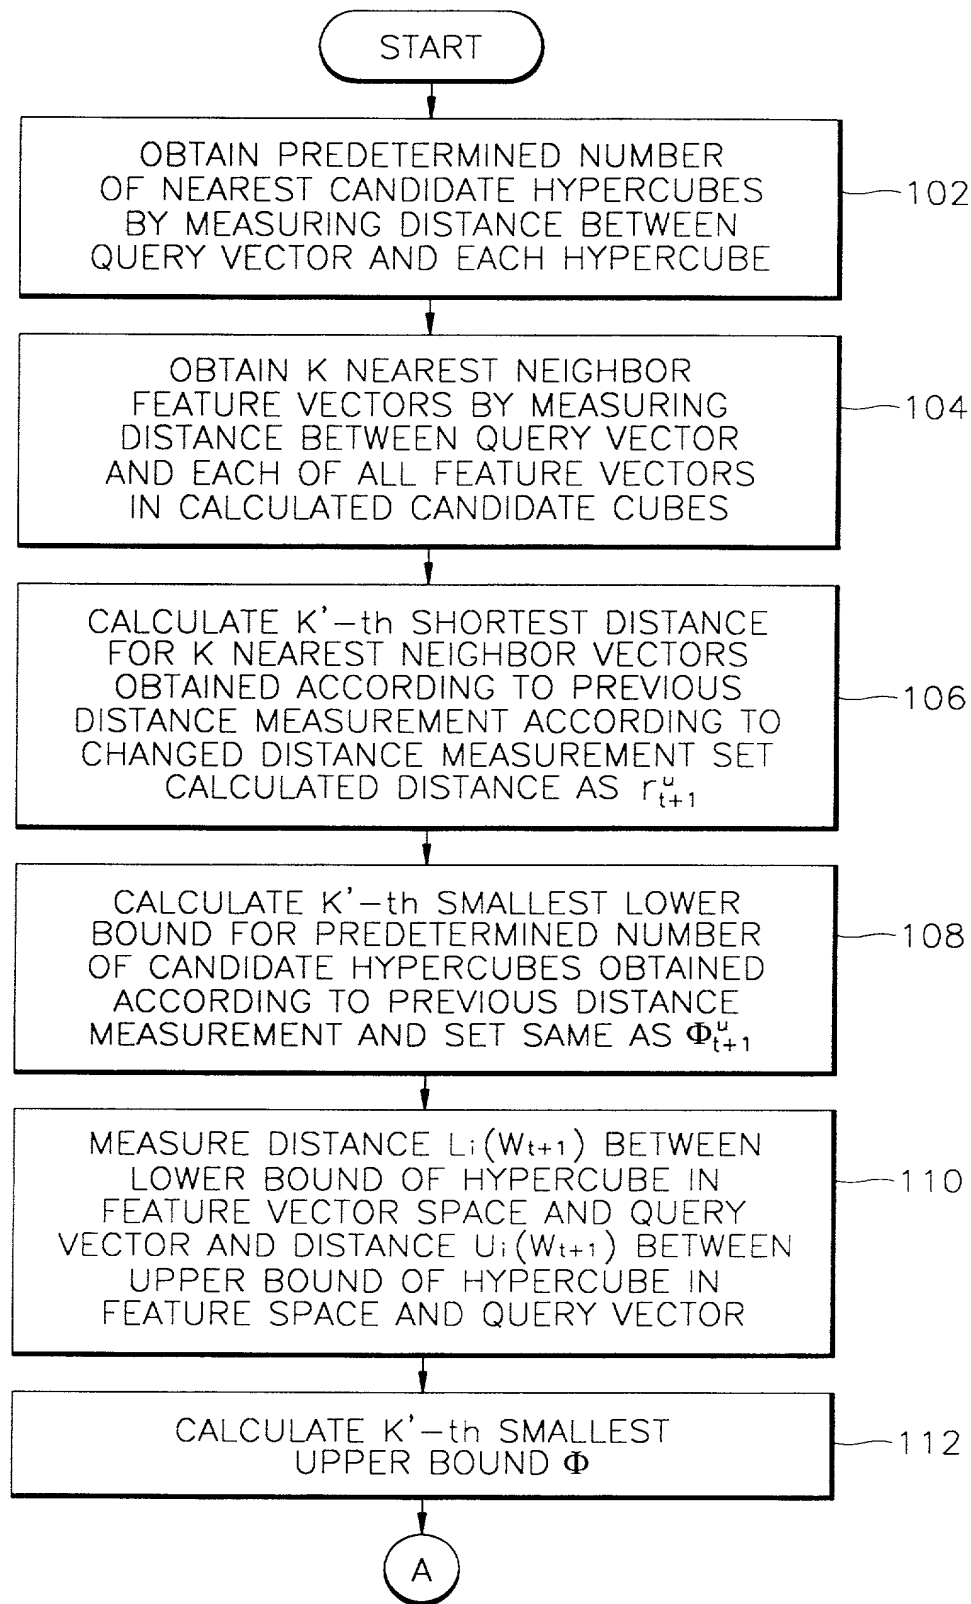 START
OBTAIN PREDETERMINED NUMBER
OF NEAREST CANDIDATE HYPERCUBES
BY MEASURING DISTANCE BETWEEN
QUERY VECTOR AND EACH HYPERCUBE
102
OBTAIN K NEAREST NEIGHBOR
FEATURE VECTORS BY MEASURING
DISTANCE BETWEEN QUERY VECTOR
AND EACH OF ALL FEATURE VECTORS
IN CALCULATED CANDIDATE CUBES
104
CALCULATE K'-th SHORTEST DISTANCE
FOR K NEAREST NEIGHBOR VECTORS
OBTAINED ACCORDING TO PREVIOUS
DISTANCE MEASUREMENT ACCORDING TO
CHANGED DISTANCE MEASUREMENT SET
CALCULATED DISTANCE AS r^u_{t+1}
106
CALCULATE K'-th SMALLEST LOWER
BOUND FOR PREDETERMINED NUMBER
OF CANDIDATE HYPERCUBES OBTAINED
ACCORDING TO PREVIOUS DISTANCE
MEASUREMENT AND SET SAME AS Φ^u_{t+1}
108
MEASURE DISTANCE Li(Wt+1) BETWEEN
LOWER BOUND OF HYPERCUBE IN
FEATURE VECTOR SPACE AND QUERY
VECTOR AND DISTANCE Ui(Wt+1) BETWEEN
UPPER BOUND OF HYPERCUBE IN
FEATURE SPACE AND QUERY VECTOR
110
CALCULATE K'-th SMALLEST
UPPER BOUND Φ
112
A